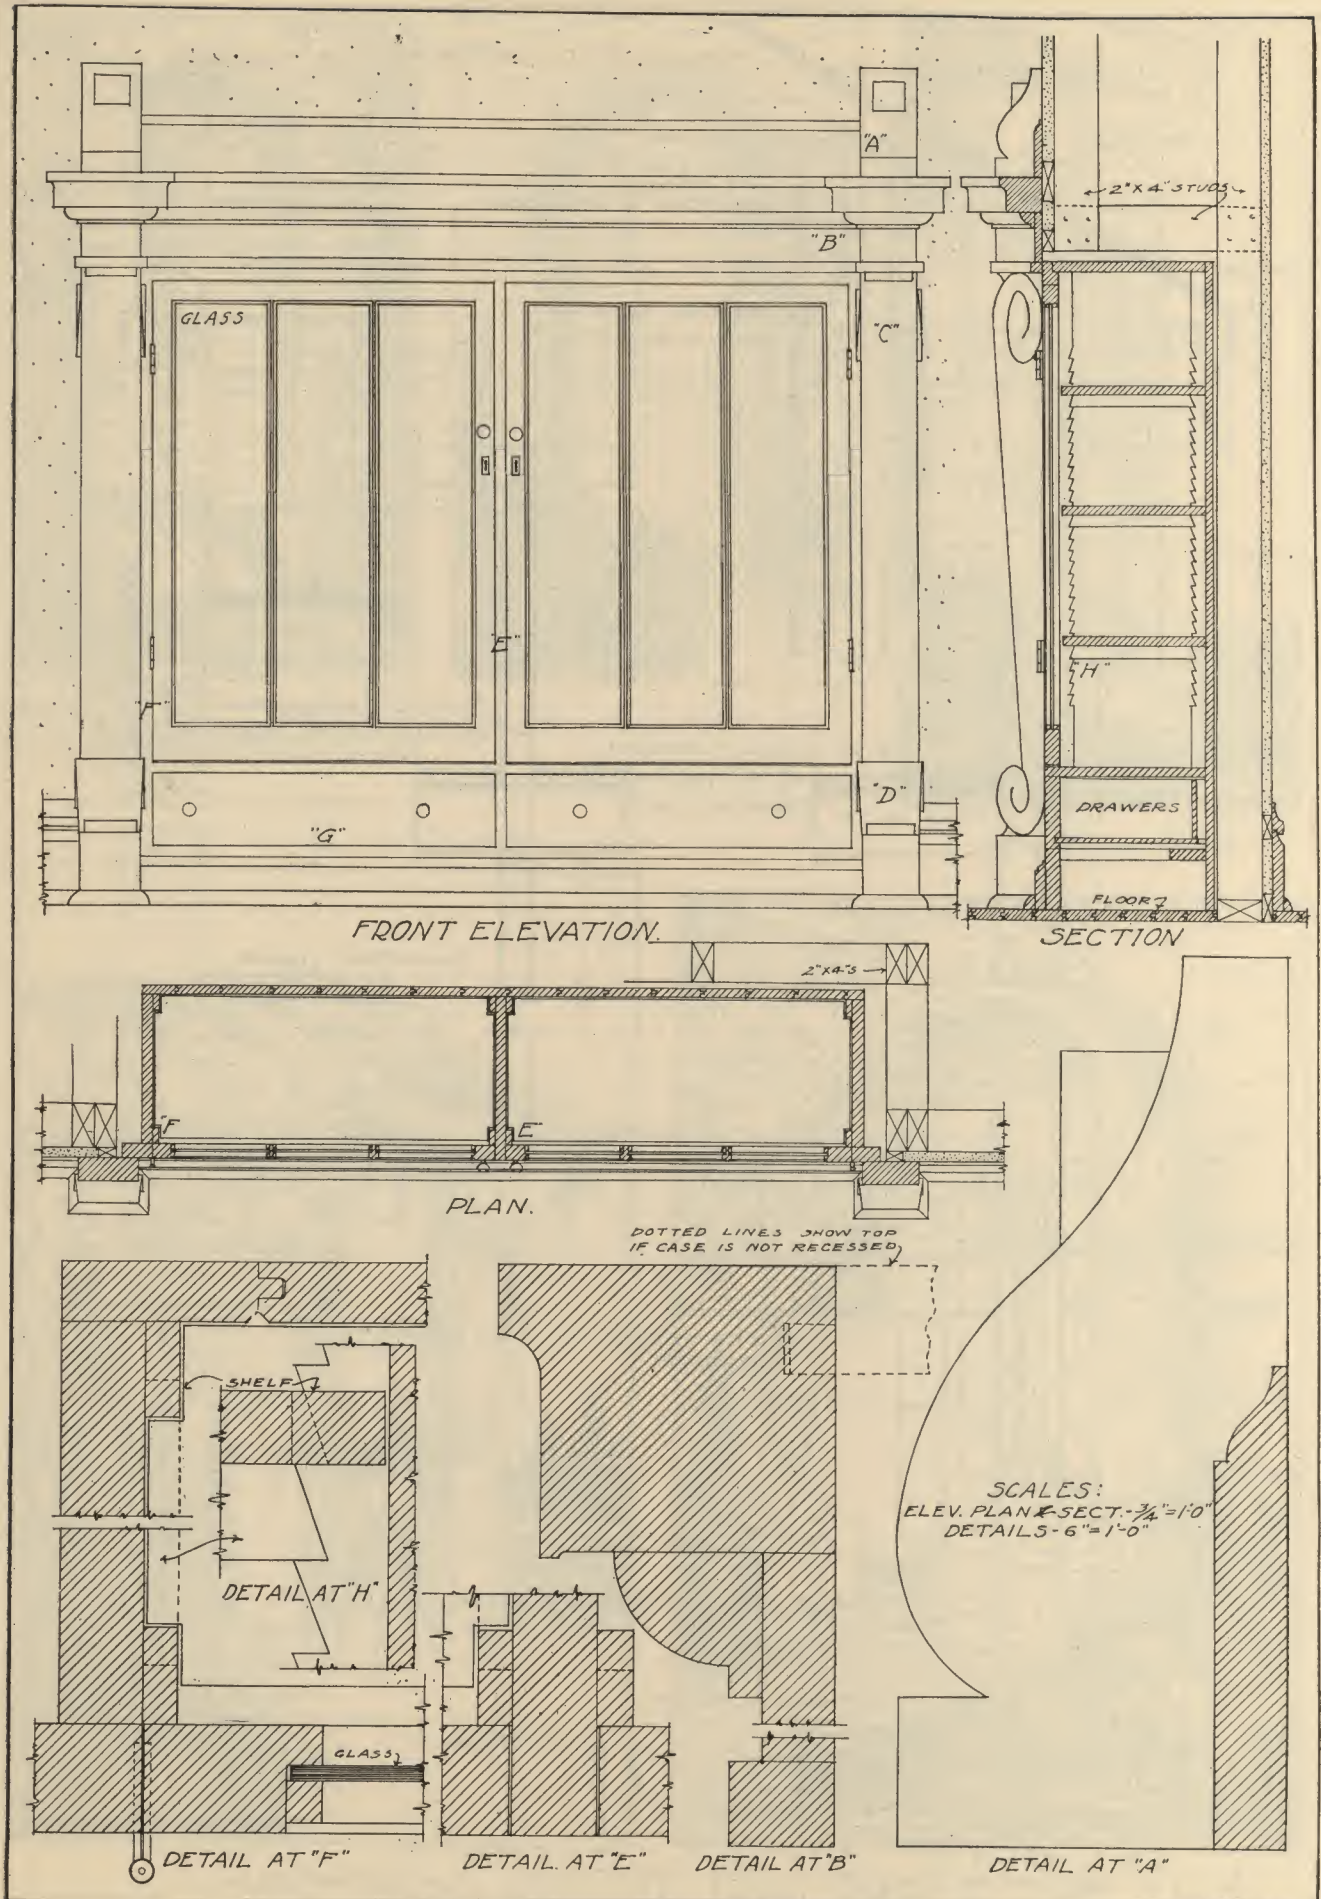 "A"
2" X 4" STUDS
"B"
GLASS
"C"
"E"
"H"
"F"
"D"
DRAWERS
"G"
FLOOR
FRONT ELEVATION.
SECTION
2" X 4"S
F
E
PLAN.
DOTTED LINES SHOW TOP
IF CASE IS NOT RECESSED
SHELF
SCALES:
ELEV. PLAN & SECT.- 3/4" = 1'-0"
DETAILS - 6" = 1'-0"
DETAIL AT "H"
GLASS
DETAIL AT "F"
DETAIL. AT "E"
DETAIL AT "B"
DETAIL AT "A"